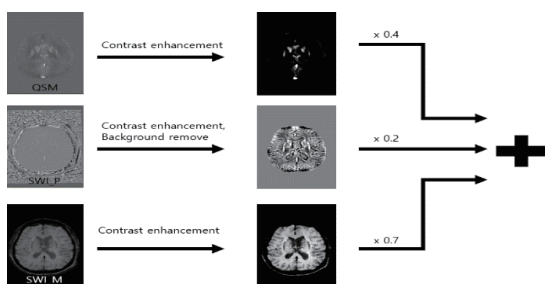 Contrast enhancement
x 0.4
QSM
Contrast enhancement,
Background remove
x 0.2
SWI_P
Contrast enhancement
x 0.7
SWI_M